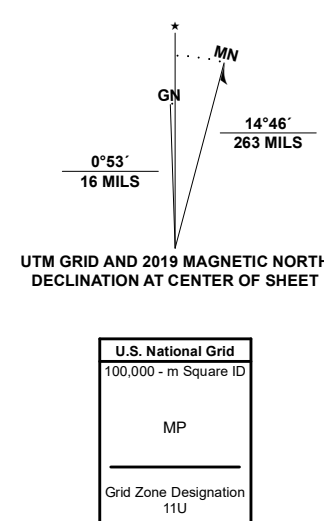 ★
MN
GN
14°46´
263 MILS
0°53´
16 MILS
UTM GRID AND 2019 MAGNETIC NORTH
DECLINATION AT CENTER OF SHEET
U.S. National Grid
100,000 - m Square ID
MP
Grid Zone Designation
11U